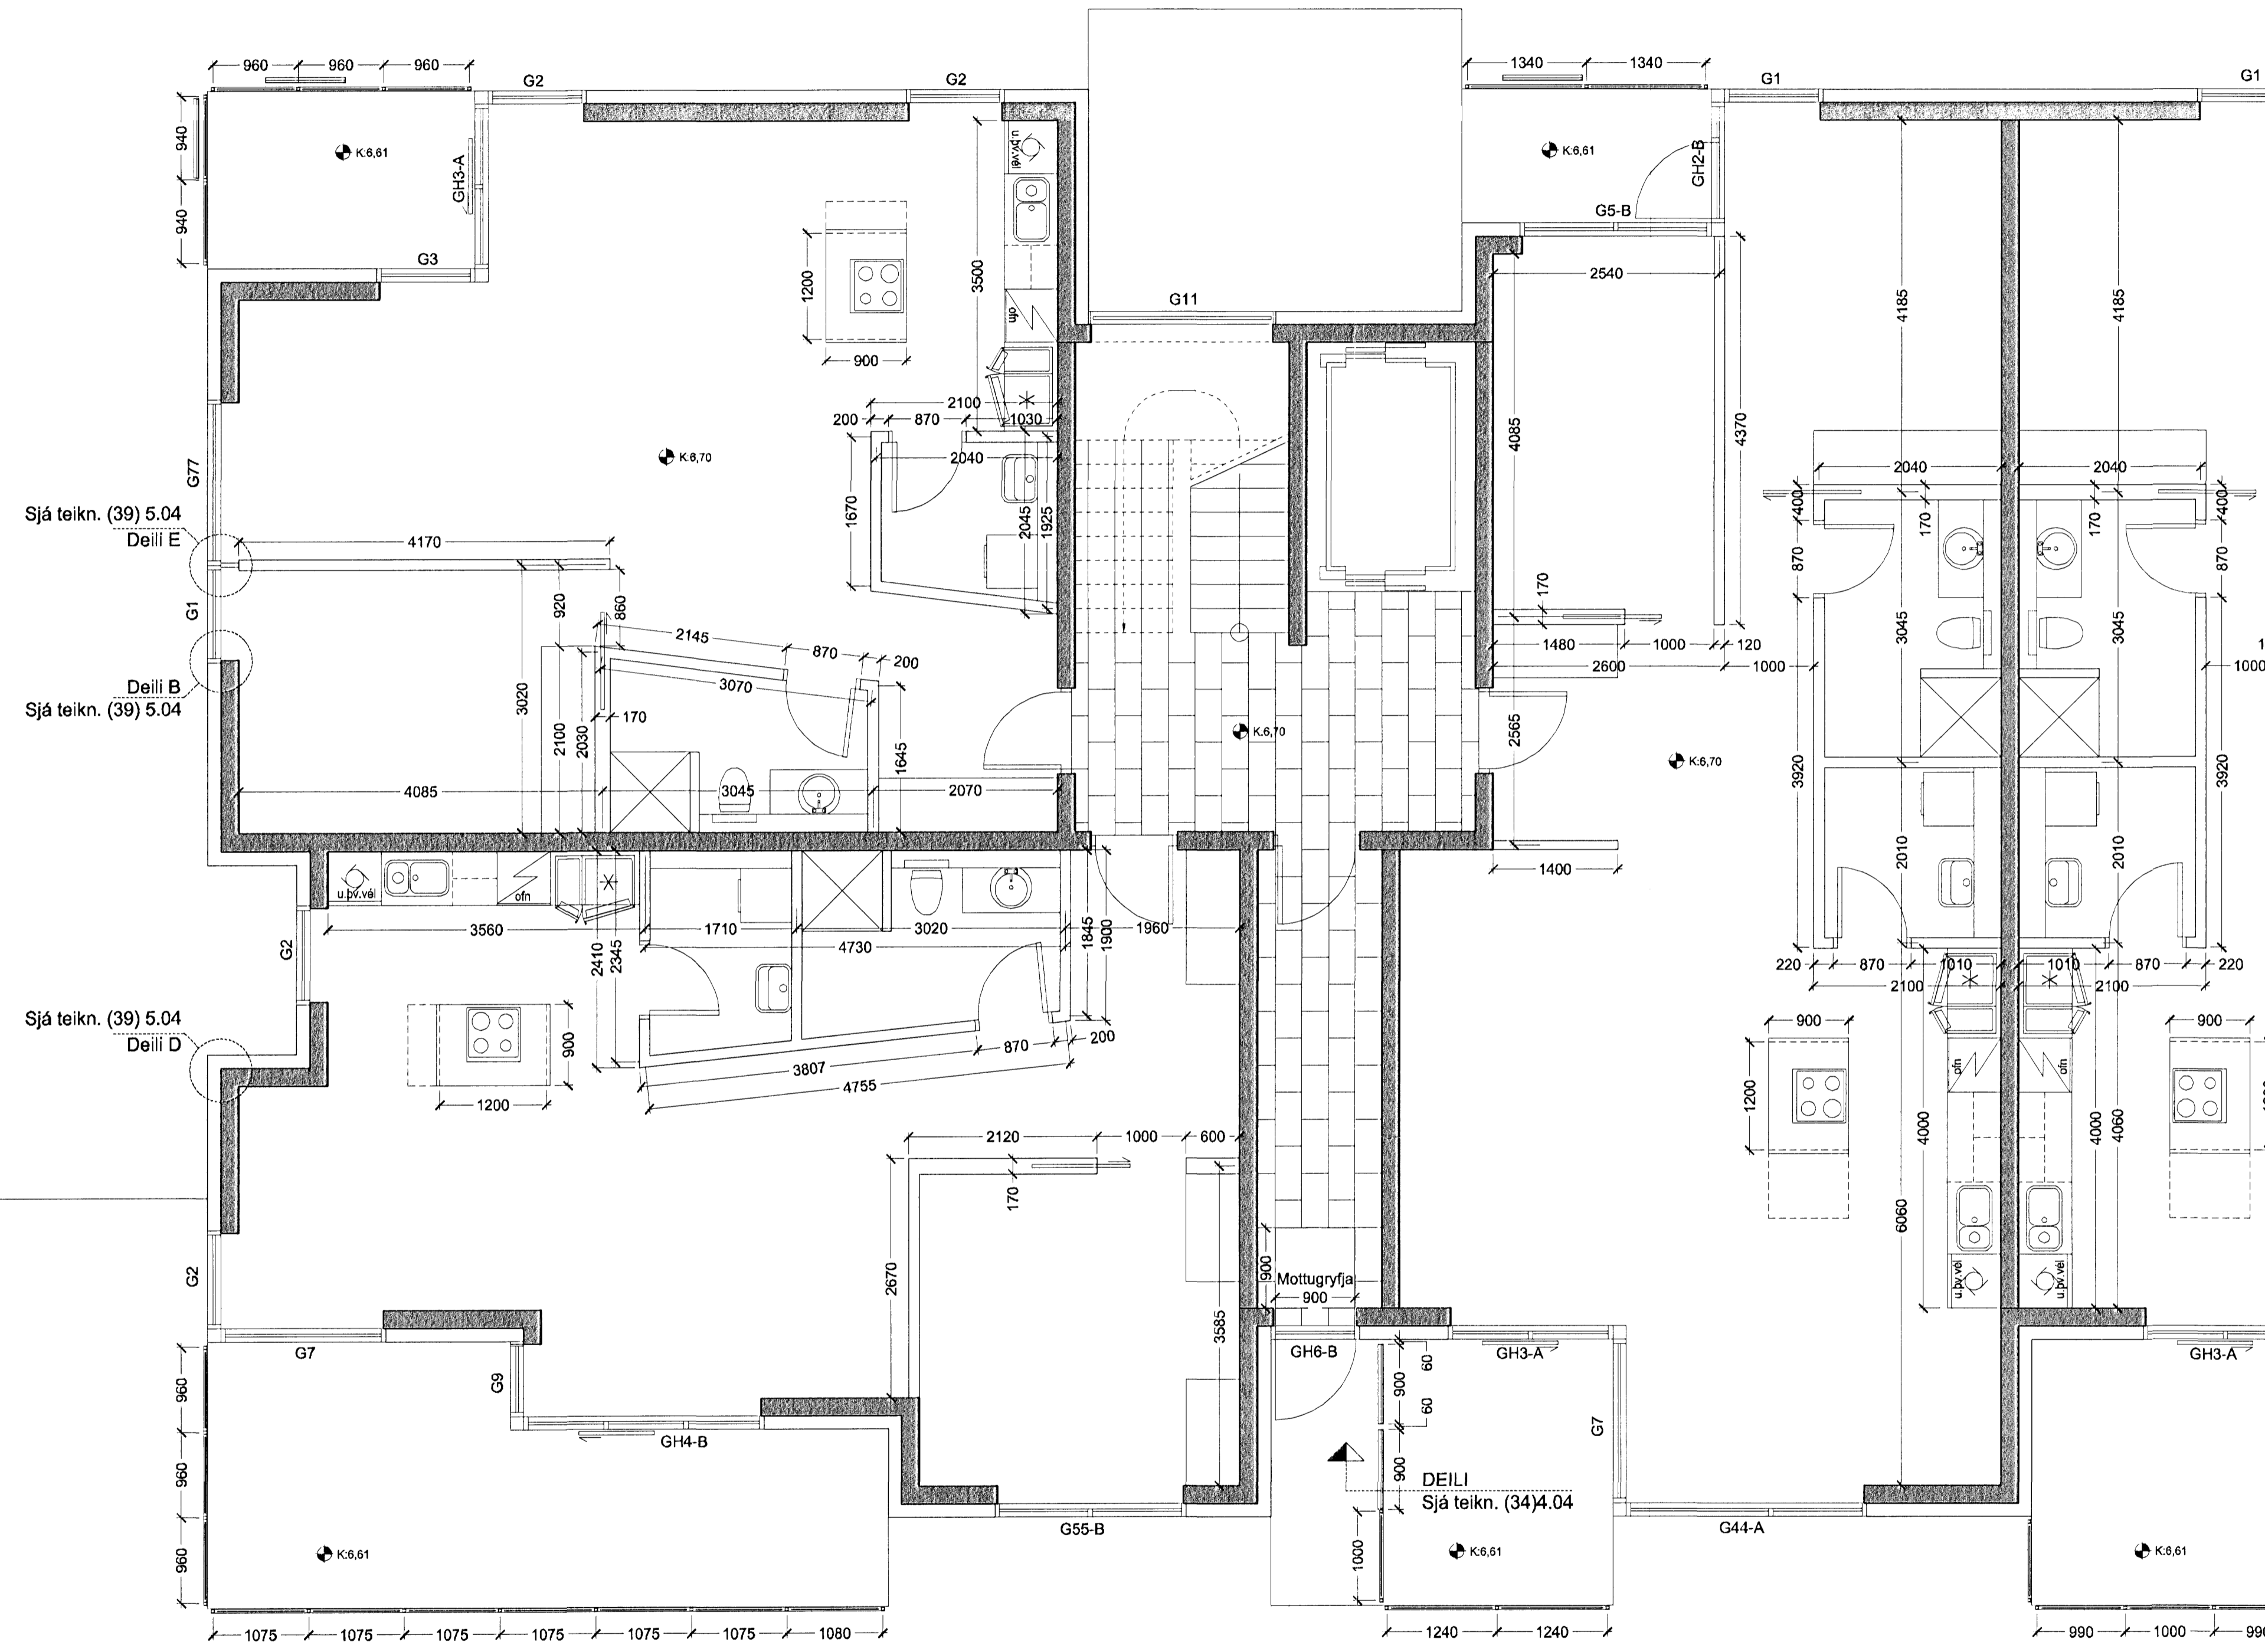 960 960 960
G2
G2
1340 1340
G1
G1
940
940
K:6,61
GH3-A
G3
3500
u.þv.vél
1200
900
ofn
G11
K:6,61
GH2-B
G5-B
2540
4085
4370
4185
4185
2100
200 870 1030
2040
1670
2045
1925
K:6,70
G77
Sjá teikn. (39) 5.04
Deili E
G1
Deili B
Sjá teikn. (39) 5.04
4170
920
860
3020
2100
2030
2145
870
200
3070
170
1645
4085
3045
2070
K:6,70
170
1480 1000 120
2600 1000
2565
K:6,70
1400
2040
2040
400
400
170
170
870
870
3045
3045
1000
3920
3920
2010
2010
220 870 1010
1010 870 220
2100
2100
u.þv.vél
ofn
3560
1710
3020
1960
4730
2410
2345
1845
1900
G2
Sjá teikn. (39) 5.04
Deili D
900
1200
3807
870
200
4755
2120 1000 600
170
2670
3585
G2
G7
G9
GH4-B
900
Mottugryfja
900
GH6-B
GH3-A
60
900
60
900
1000
G7
DEILI
Sjá teikn. (34)4.04
K:6,61
900
1200
ofn
ofn
4000
4000
4060
6060
u.þv.vél
u.þv.vél
900
GH3-A
G55-B
G44-A
960
960
960
K:6,61
K:6,61
1075 1075 1075 1075 1075 1075 1080
1240 1240
990 1000